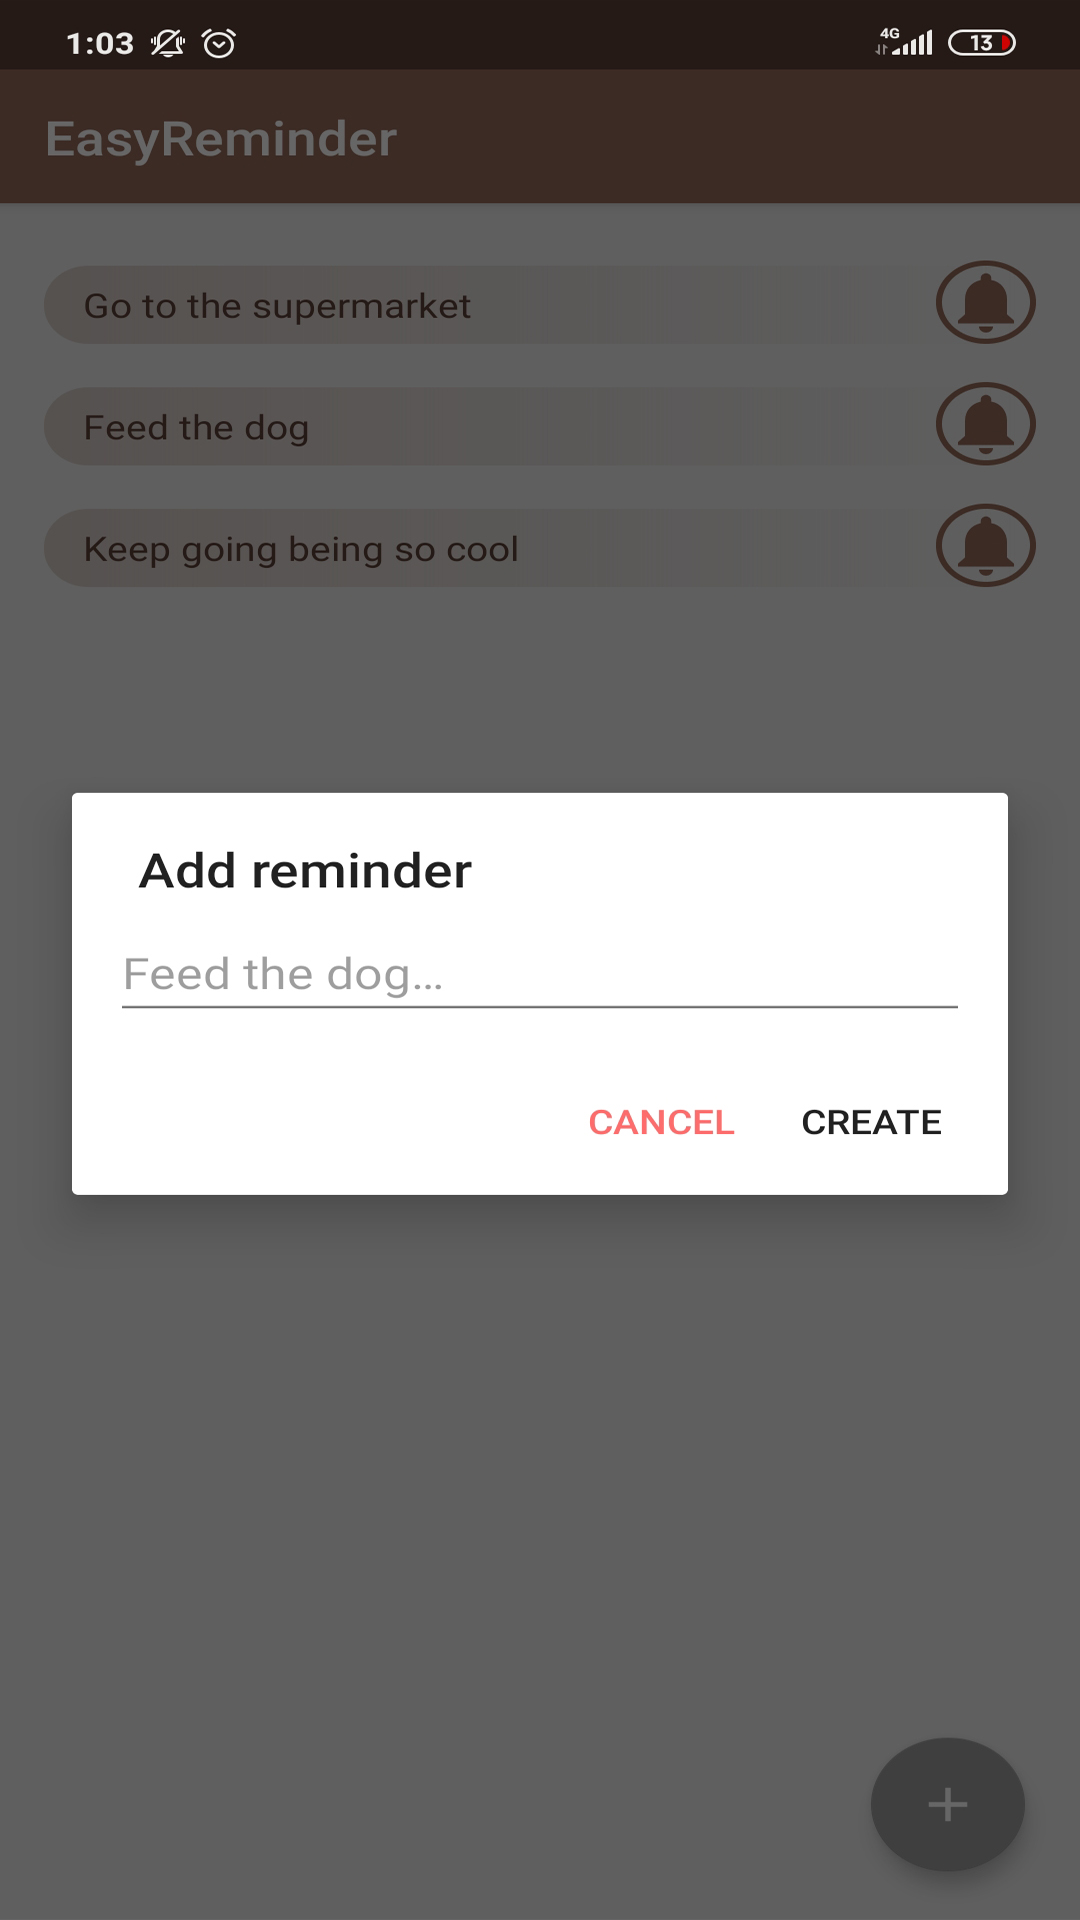 1:03 4G 13
EasyReminder
Go to the supermarket
Feed the dog
Keep going being so cool
Add reminder
Feed the dog...
CANCEL CREATE